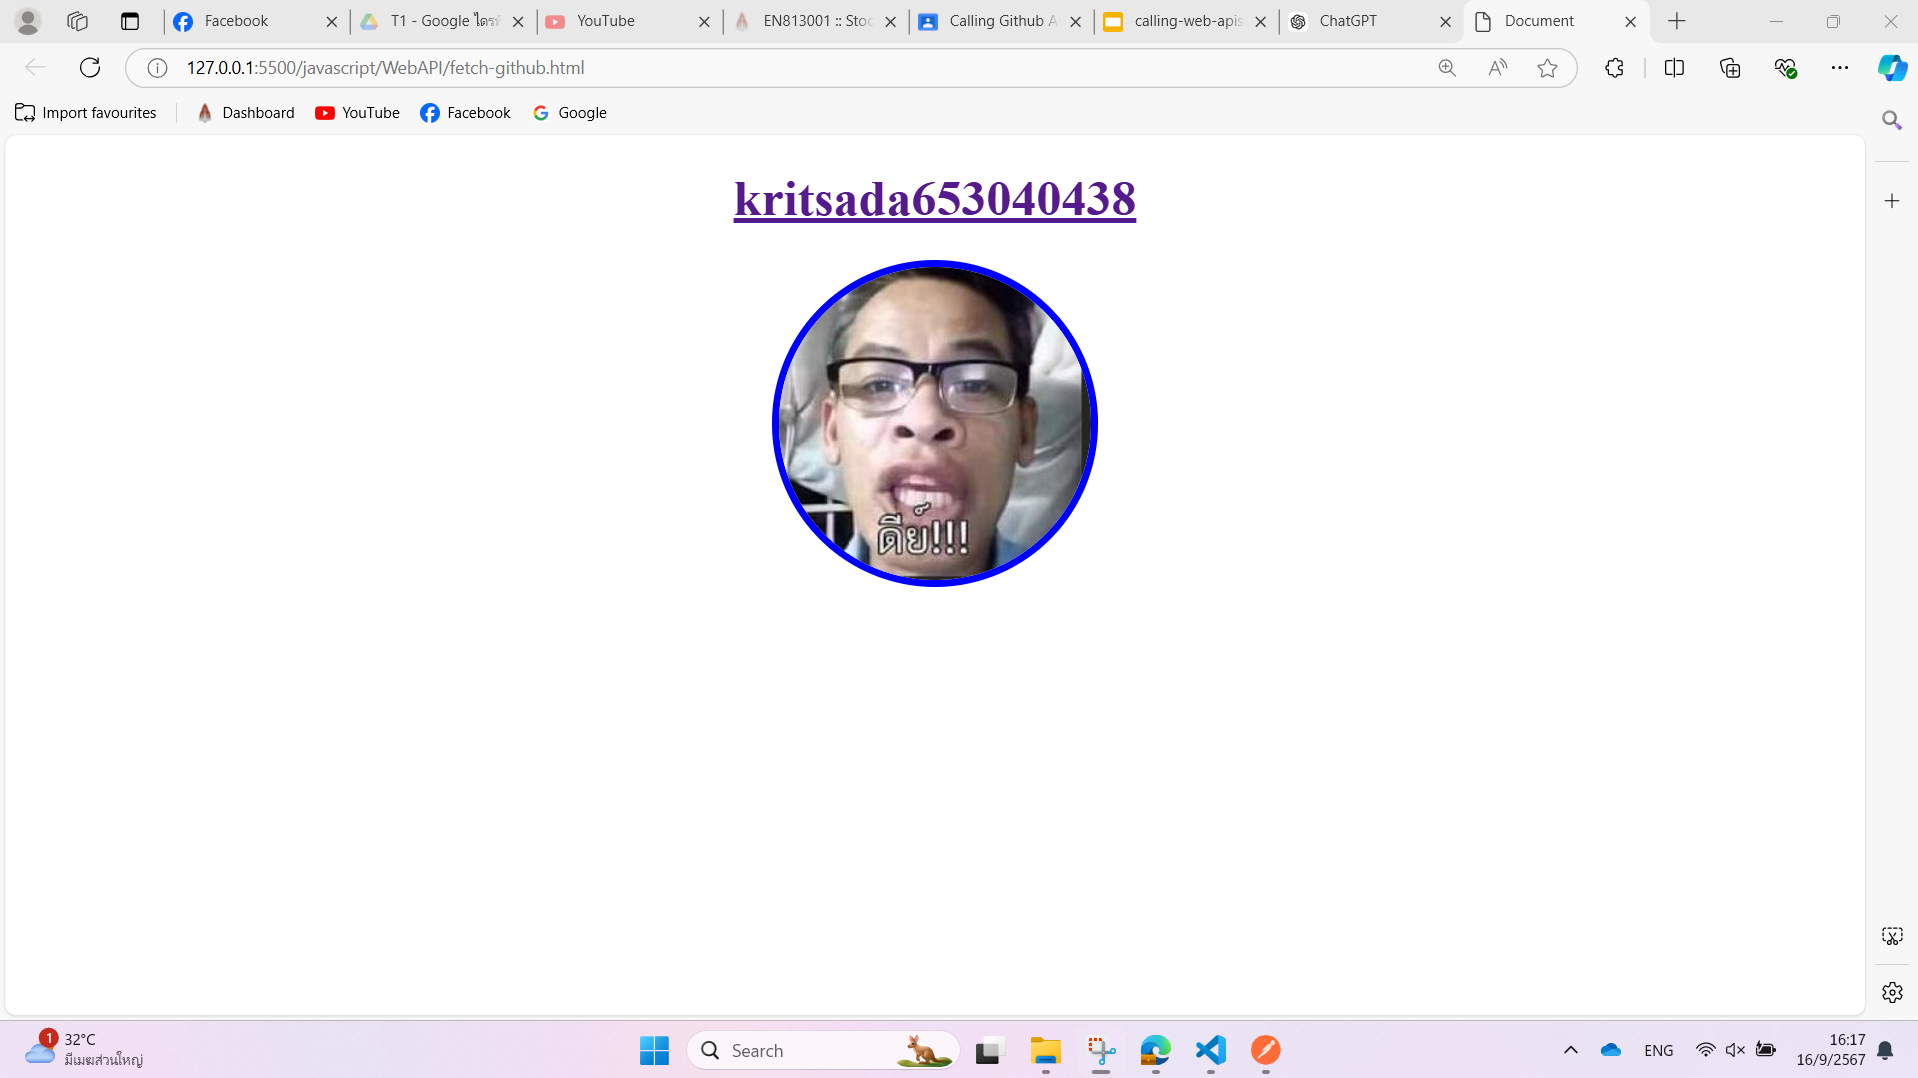 Facebook
T1 - Google ไดรฟ์
YouTube
EN813001 :: Stoc
Calling Github A
calling-web-apis
ChatGPT
Document
127.0.0.1:5500/javascript/WebAPI/fetch-github.html
Import favourites
Dashboard
YouTube
Facebook
Google
kritsada653040438
ดีย์!!!
1
32°C
มีเมฆส่วนใหญ่
Search
ENG
16:17
16/9/2567